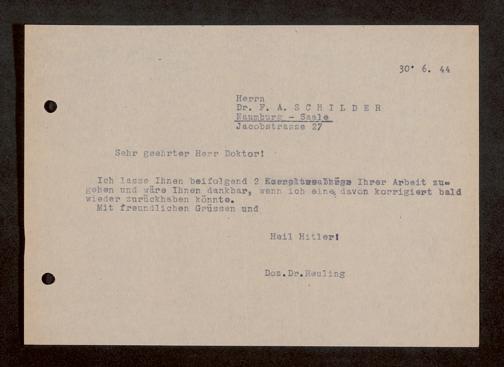 30. 6. 44
Herrn
Dr. F. A. S C H I L D E R
Naumburg - Saale
Jacobstrasse 27
Sehr geehrter Herr Doktor!
Ich lasse Ihnen beifolgend 2 Ihrer Arbeit zu=
gehen und wäre Ihnen dankbar, wenn ich eine davon korrigiert bald
wieder zurückhaben könnte.
Mit freundlichen Grüssen und
Heil Hitler!
Doz.Dr.Heuling